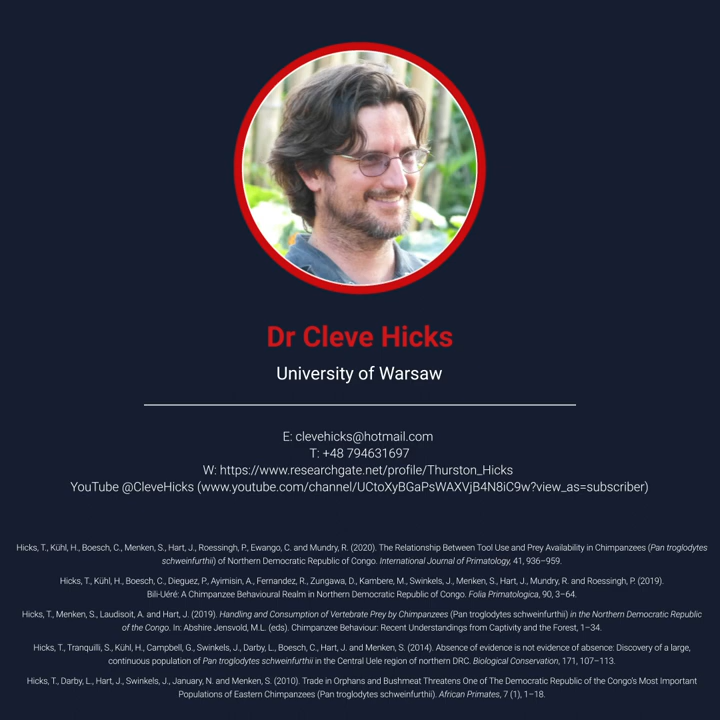 Dr Cleve Hicks
University of Warsaw
E: clevehicks@hotmail.com
T: +48 794631697
W: https://www.researchgate.net/profile/Thurston_Hicks
YouTube @CleveHicks (www.youtube.com/channel/UCtoXyBGaPsWAXVjB4N8iC9w?view_as=subscriber)
Hicks, T., Kühl, H., Boesch, C., Menken, S., Hart, J., Roessingh, P., Ewango, C. and Mundry, R. (2020). The Relationship Between Tool Use and Prey Availability in Chimpanzees (Pan troglodytes
schweinfurthii) of Northern Democratic Republic of Congo. International Journal of Primatology, 41, 936–959.
Hicks, T., Kühl, H., Boesch, C., Dieguez, P., Ayimisin, A., Fernandez, R., Zungawa, D., Kambere, M., Swinkels, J., Menken, S., Hart, J., Mundry, R. and Roessingh, P. (2019).
Bili-Uéré: A Chimpanzee Behavioural Realm in Northern Democratic Republic of Congo. Folia Primatologica, 90, 3–64.
Hicks, T., Menken, S., Laudisoit, A. and Hart, J. (2019). Handling and Consumption of Vertebrate Prey by Chimpanzees (Pan troglodytes schweinfurthii) in the Northern Democratic Republic
of the Congo. In: Abshire Jensvold, M.L. (eds). Chimpanzee Behaviour: Recent Understandings from Captivity and the Forest, 1–34.
Hicks, T., Tranquilli, S., Kühl, H., Campbell, G., Swinkels, J., Darby, L., Boesch, C., Hart, J. and Menken, S. (2014). Absence of evidence is not evidence of absence: Discovery of a large,
continuous population of Pan troglodytes schweinfurthii in the Central Uele region of northern DRC. Biological Conservation, 171, 107–113.
Hicks, T., Darby, L., Hart, J., Swinkels, J., January, N. and Menken, S. (2010). Trade in Orphans and Bushmeat Threatens One of The Democratic Republic of the Congo's Most Important
Populations of Eastern Chimpanzees (Pan troglodytes schweinfurthii). African Primates, 7 (1), 1–18.